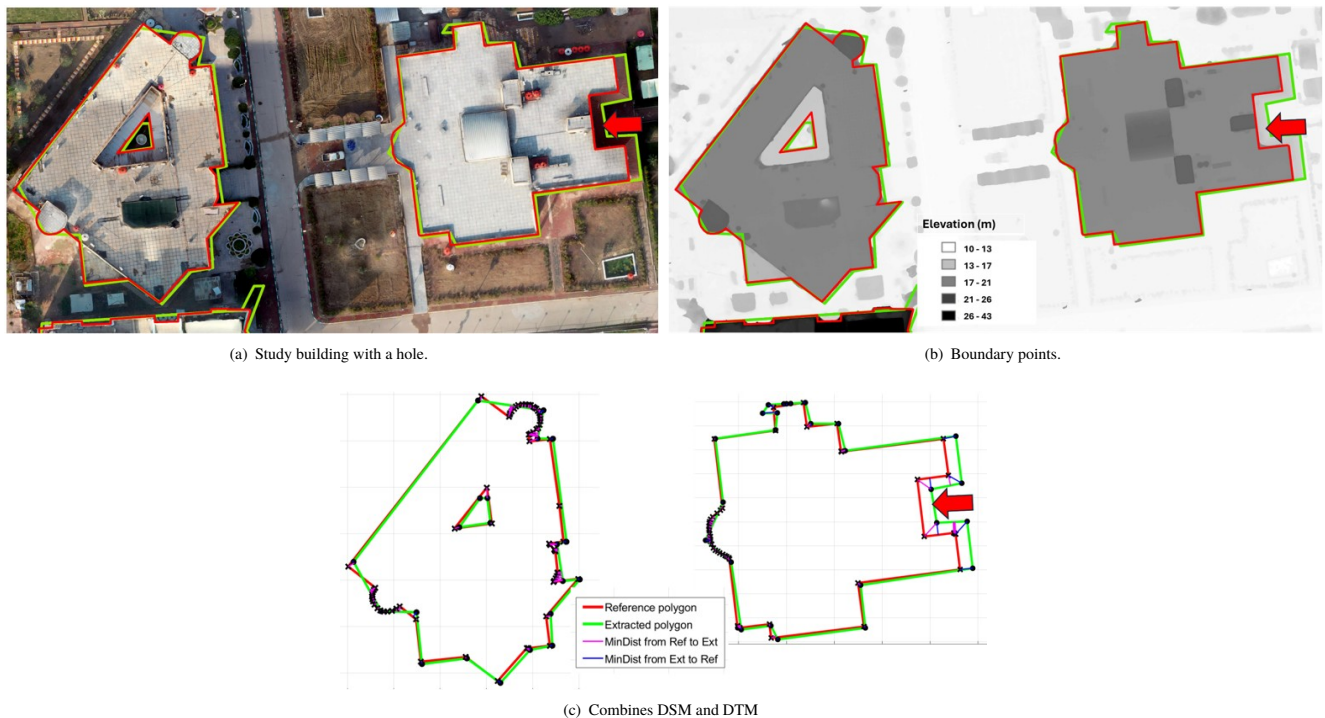 Elevation (m)
10 - 13
13 - 17
17 - 21
21 - 26
26 - 43
(a) Study building with a hole.
(b) Boundary points.
Reference polygon
Extracted polygon
MinDist from Ref to Ext
MinDist from Ext to Ref
(c) Combines DSM and DTM